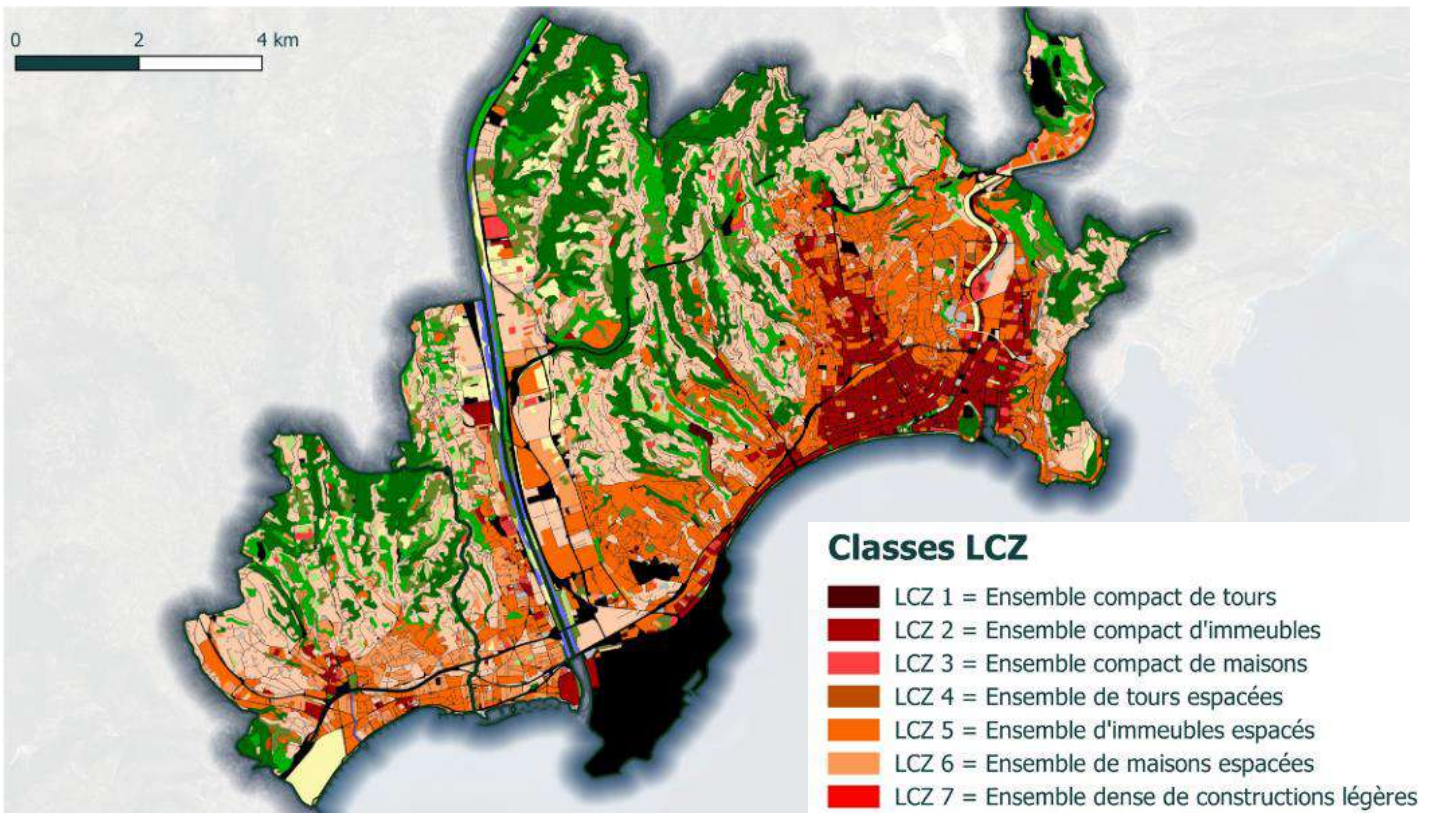 0 2 4 km
Classes LCZ
LCZ 1 = Ensemble compact de tours
LCZ 2 = Ensemble compact d'immeubles
LCZ 3 = Ensemble compact de maisons
LCZ 4 = Ensemble de tours espacées
LCZ 5 = Ensemble d'immeubles espacés
LCZ 6 = Ensemble de maisons espacées
LCZ 7 = Ensemble dense de constructions légères